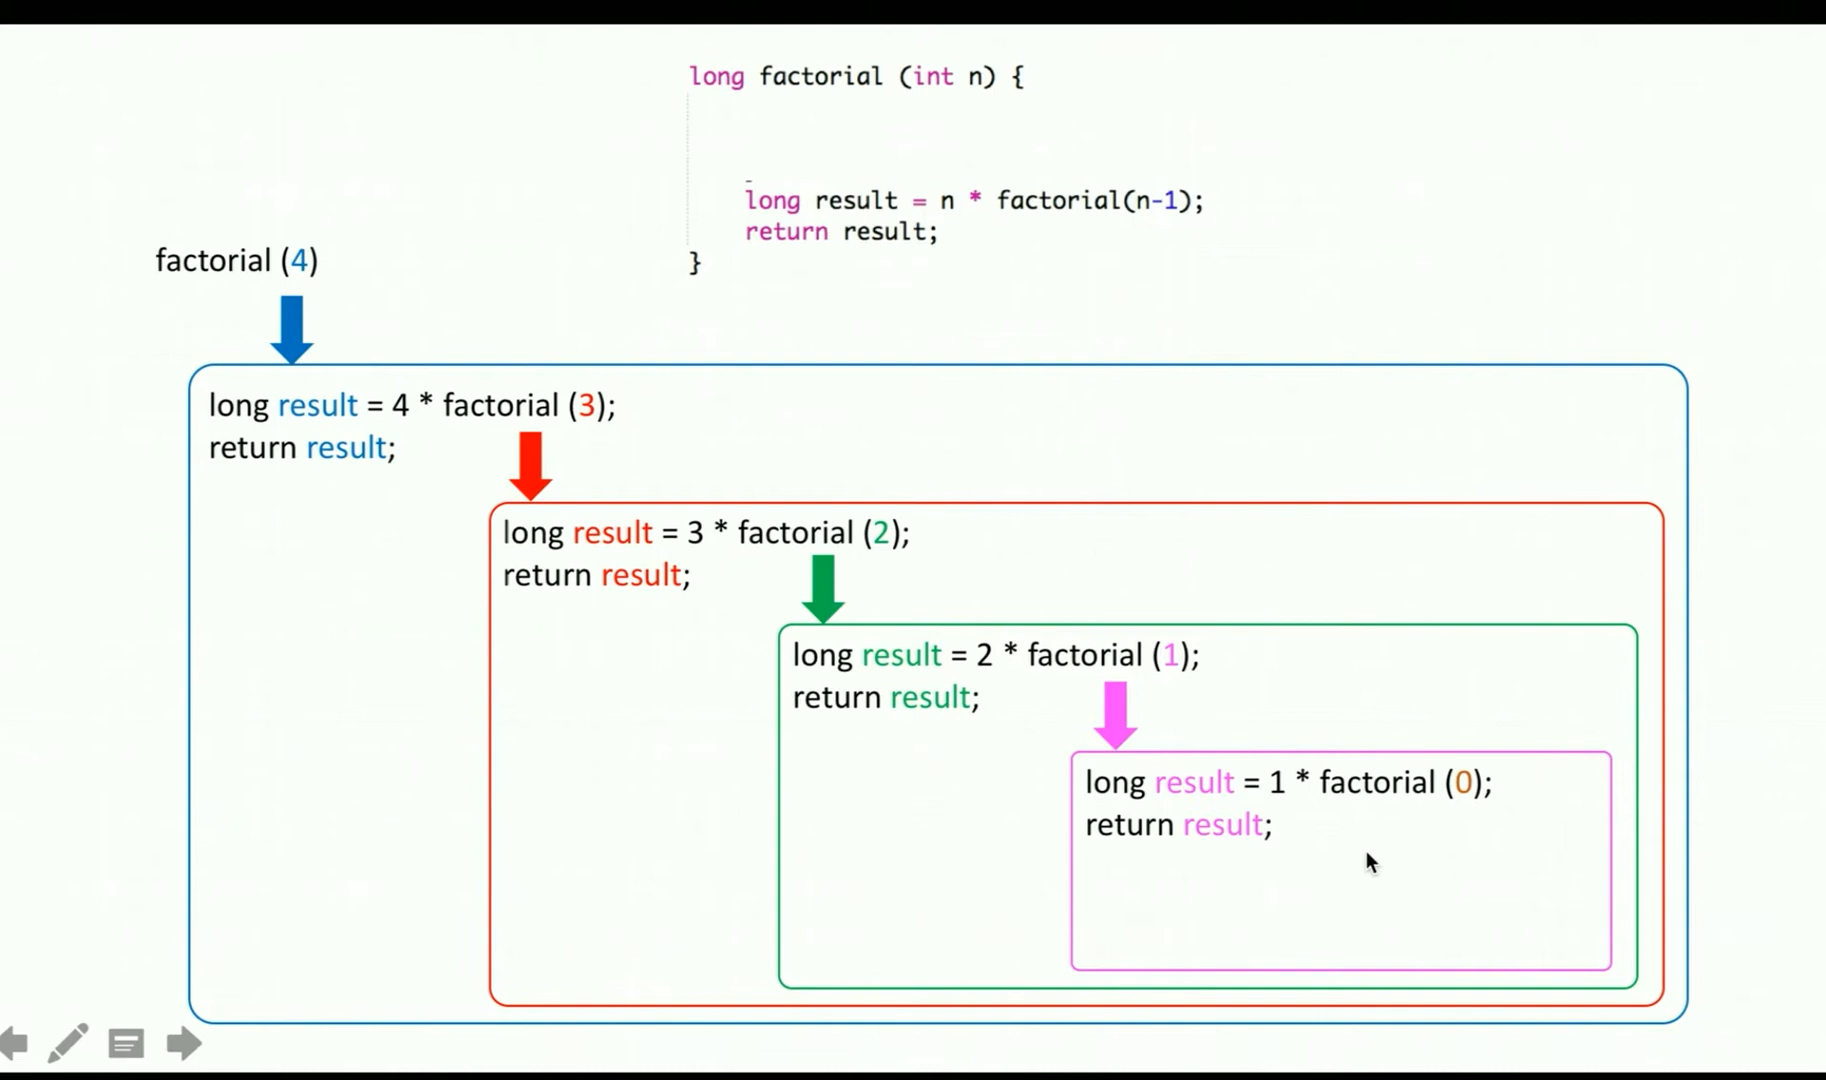 long factorial (int n) {
long result = n * factorial(n-1);
return result;
}
factorial (4)
long result = 4 * factorial (3);
return result;
long result = 3 * factorial (2);
return result;
long result = 2 * factorial (1);
return result;
long result = 1 * factorial (0);
return result;